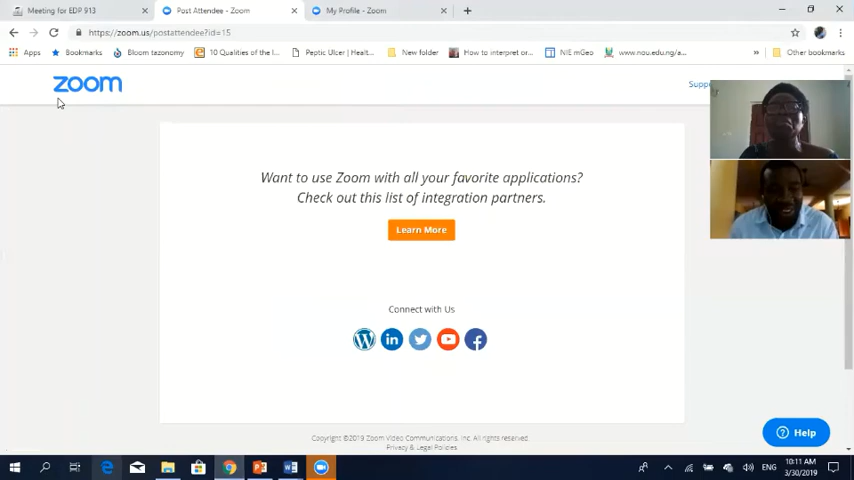 Meeting for EDP 913
Post Attendee - Zoom
My Profile - Zoom
https://zoom.us/postattendee?id=15
Apps
Bookmarks
Bloom tazonomy
10 Qualities of the I...
Peptic Ulcer | Health...
New folder
How to interpret or...
NIE mGeo
www.nou.edu.ng/a...
»
Other bookmarks
zoom
Suppo
Want to use Zoom with all your favorite applications?
Check out this list of integration partners.
Learn More
Connect with Us
Copyright ©2019 Zoom Video Communications, Inc. All rights reserved.
Privacy & Legal Policies
Help
ENG
10:11 AM
3/30/2019